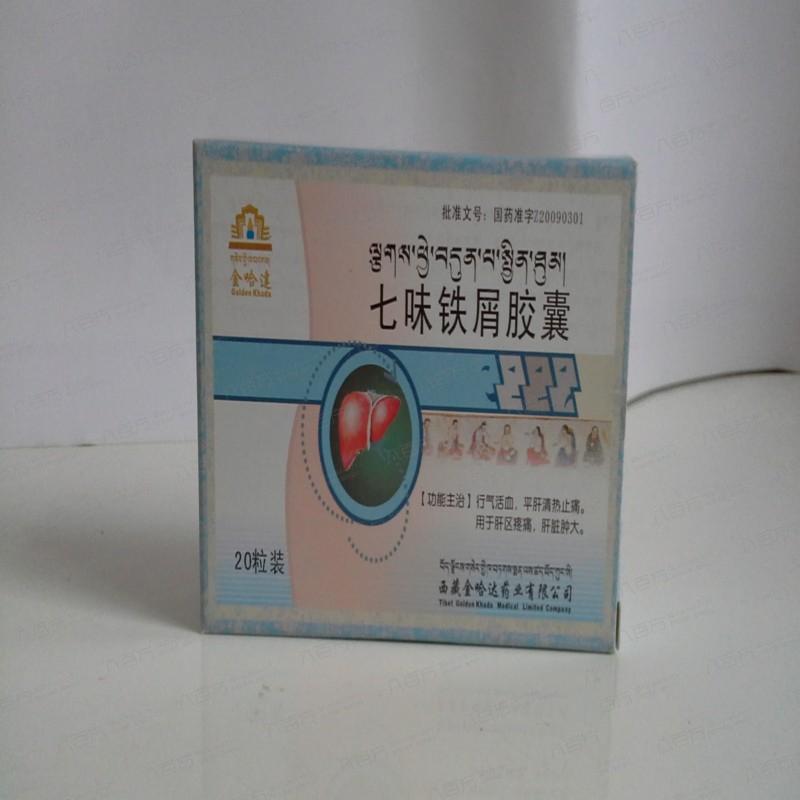 批准文号：国药准字Z20090301
ལྕགས་ཕྱེ་བདུན་པ་སྨྱིན་ཤུམ།
七味铁屑胶囊
金哈达
Golden Khada
【功能主治】行气活血，平肝清热止痛。
用于肝区疼痛，肝脏肿大。
20粒装
西藏金哈达药业有限公司
Tibet Golden Khada Medical Limited Company